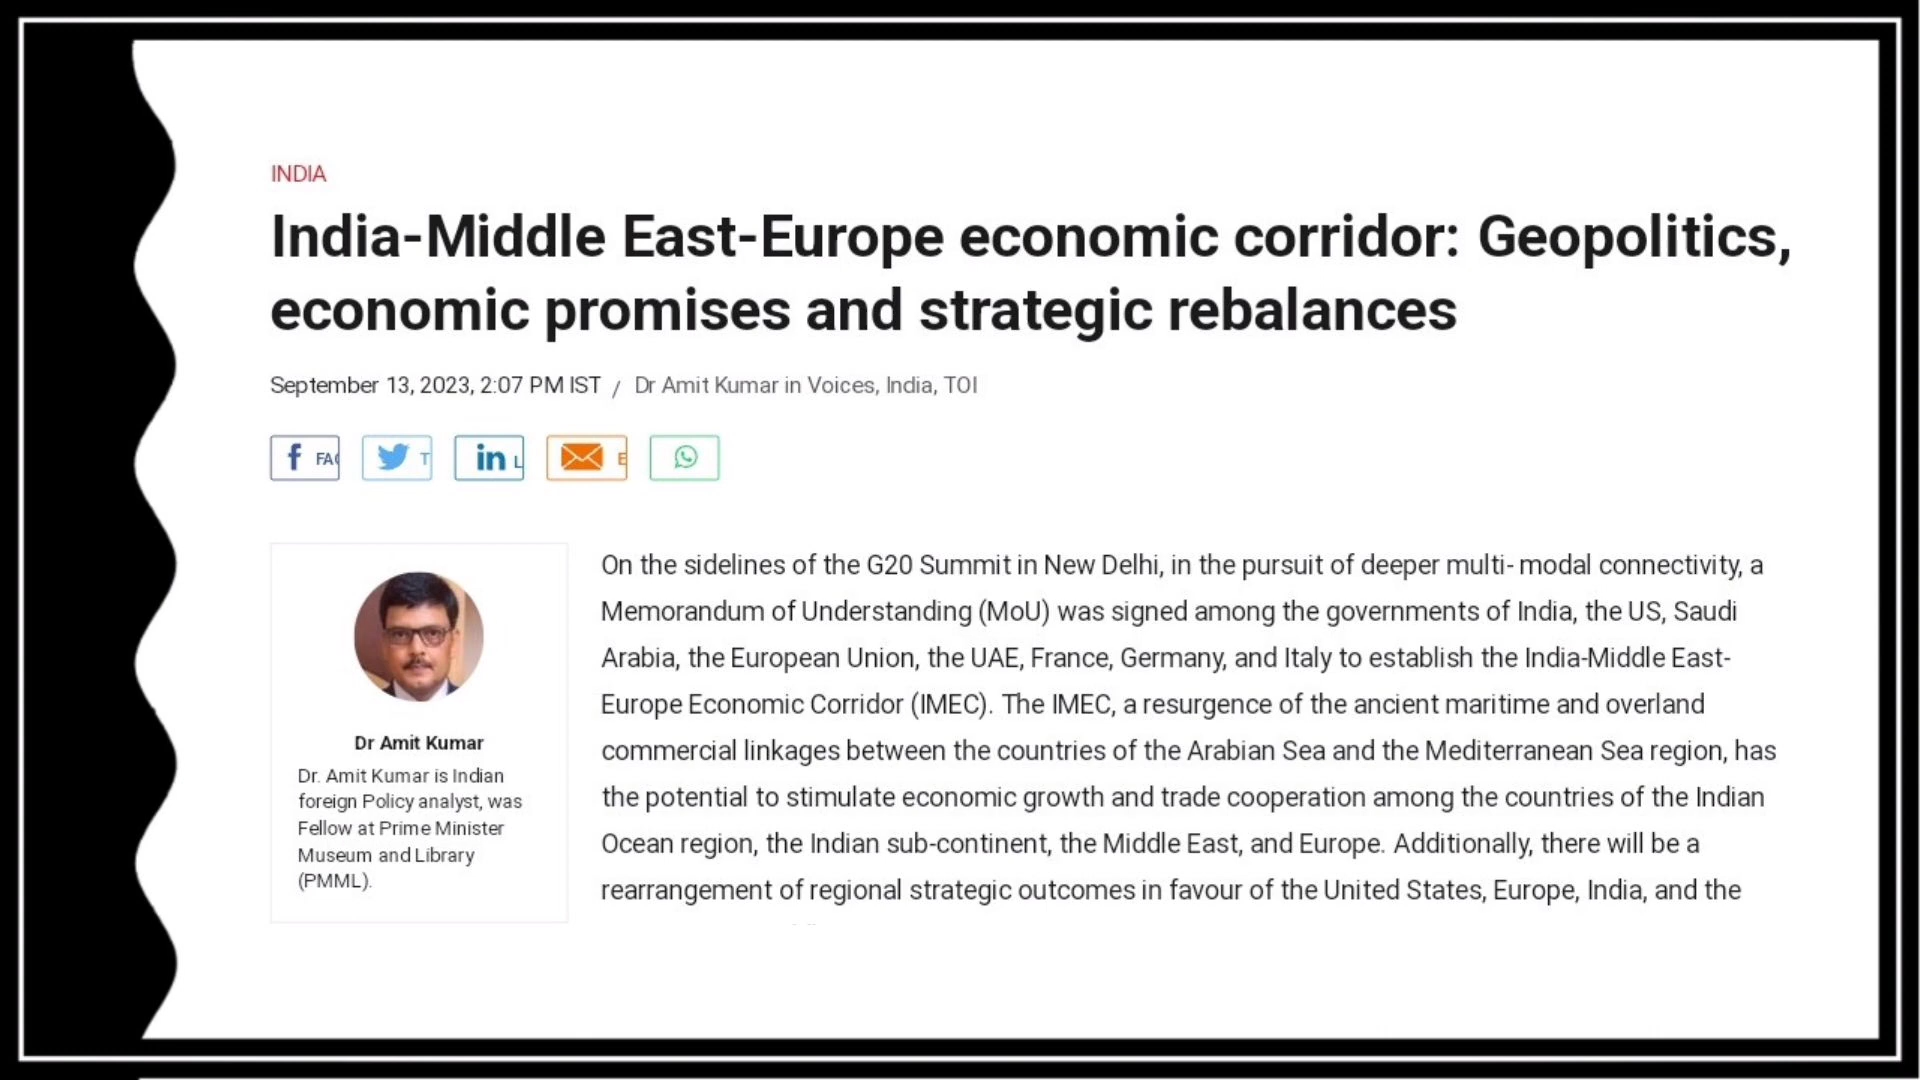 INDIA
India-Middle East-Europe economic corridor: Geopolitics,
economic promises and strategic rebalances
September 13, 2023, 2:07 PM IST / Dr Amit Kumar in Voices, India, TOI
f FAC T in L E
Dr Amit Kumar
Dr. Amit Kumar is Indian
foreign Policy analyst, was
Fellow at Prime Minister
Museum and Library
(PMML).
On the sidelines of the G20 Summit in New Delhi, in the pursuit of deeper multi- modal connectivity, a
Memorandum of Understanding (MoU) was signed among the governments of India, the US, Saudi
Arabia, the European Union, the UAE, France, Germany, and Italy to establish the India-Middle East-
Europe Economic Corridor (IMEC). The IMEC, a resurgence of the ancient maritime and overland
commercial linkages between the countries of the Arabian Sea and the Mediterranean Sea region, has
the potential to stimulate economic growth and trade cooperation among the countries of the Indian
Ocean region, the Indian sub-continent, the Middle East, and Europe. Additionally, there will be a
rearrangement of regional strategic outcomes in favour of the United States, Europe, India, and the